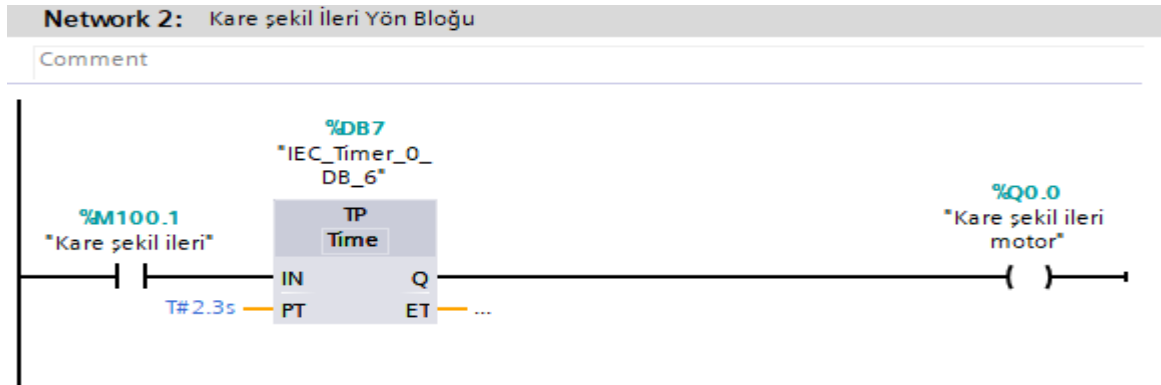 Network 2: Kare şekil İleri Yön Bloğu
Comment
%DB7
"IEC_Timer_0_
DB_6"
TP
Time
%M100.1
"Kare şekil ileri"
IN
Q
T#2.3s
PT
ET
...
%Q0.0
"Kare şekil ileri
motor"